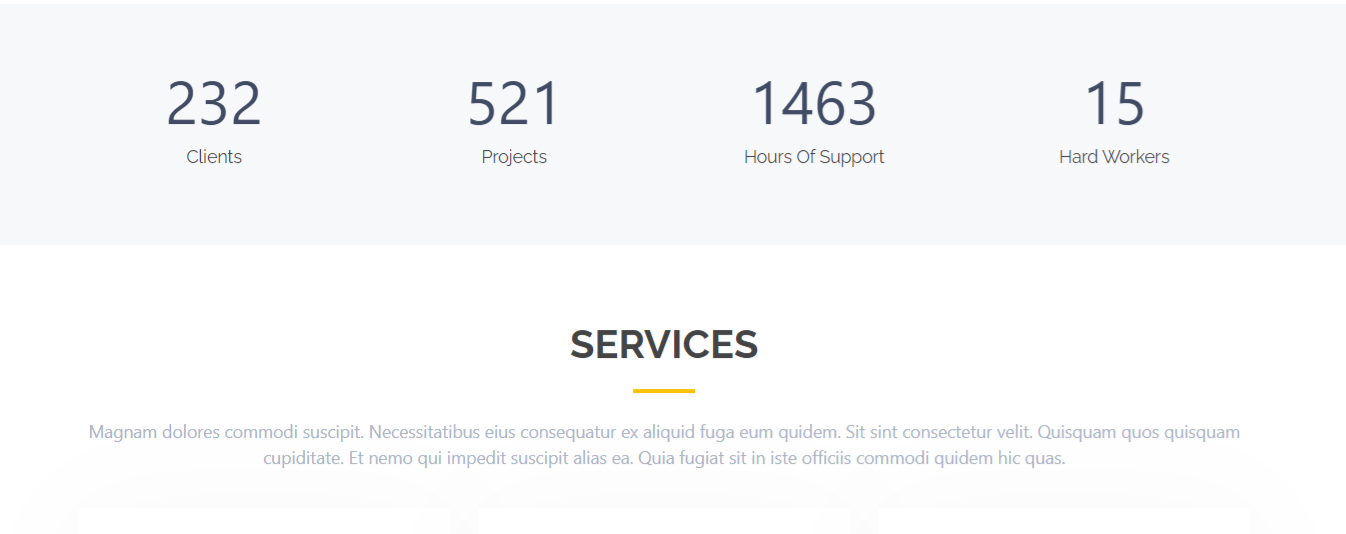 232 521 1463 15
Clients Projects Hours Of Support Hard Workers
SERVICES
Magnam dolores commodi suscipit. Necessitatibus eius consequatur ex aliquid fuga eum quidem. Sit sint consectetur velit. Quisquam quos quisquam
cupiditate. Et nemo qui impedit suscipit alias ea. Quia fugiat sit in iste officiis commodi quidem hic quas.